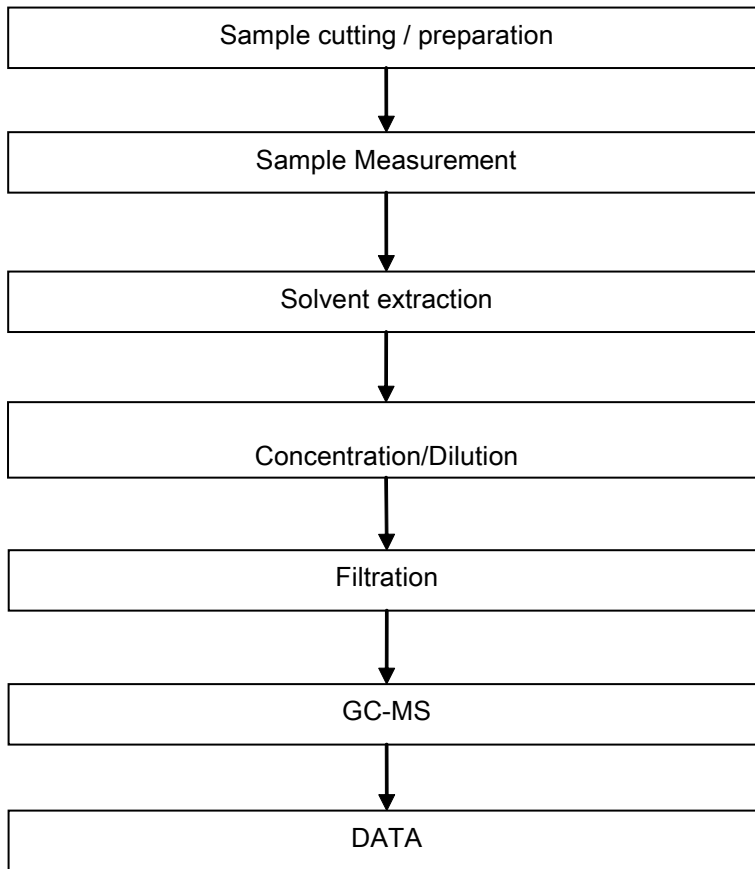 Sample cutting / preparation
Sample Measurement
Solvent extraction
Concentration/Dilution
Filtration
GC-MS
DATA